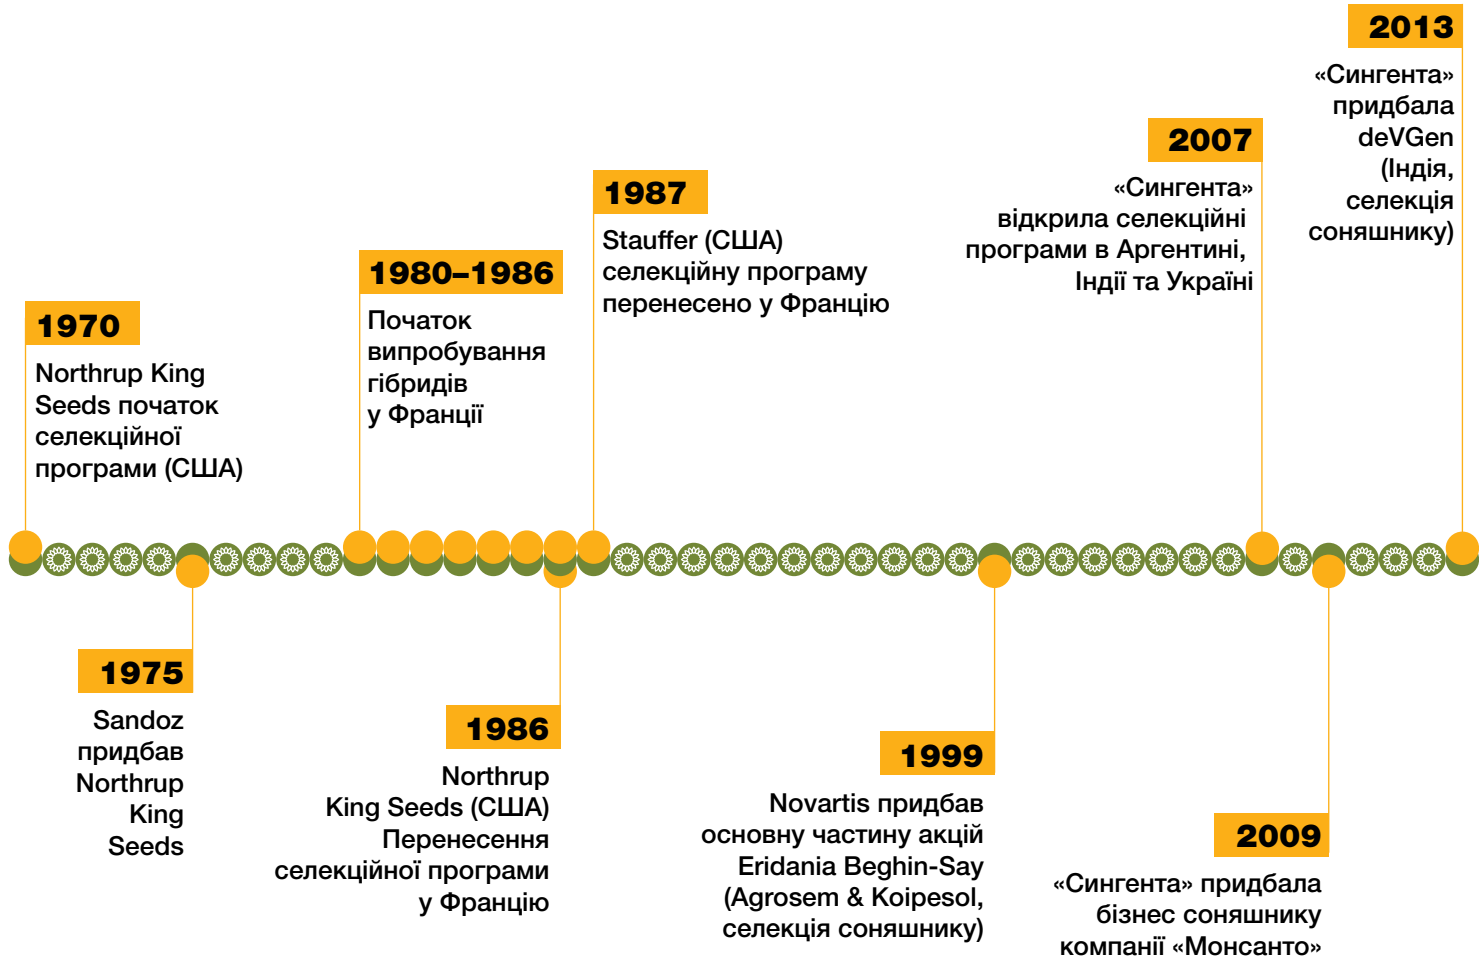 1970
Northrup King
Seeds початок
селекційної
програми (США)
1975
Sandoz
придбав
Northrup
King
Seeds
1980–1986
Початок
випробування
гібридів
у Франції
1986
Northrup
King Seeds (США)
Перенесення
селекційної програми
у Францію
1987
Stauffer (США)
селекційну програму
перенесено у Францію
1999
Novartis придбав
основну частину акцій
Eridania Beghin-Say
(Agrosem & Koipesol,
селекція соняшнику)
2007
«Сингента»
відкрила селекційні
програми в Аргентині,
Індії та Україні
2009
«Сингента» придбала
бізнес соняшнику
компанії «Монсанто»
2013
«Сингента»
придбала
deVGen
(Індія,
селекція
соняшнику)